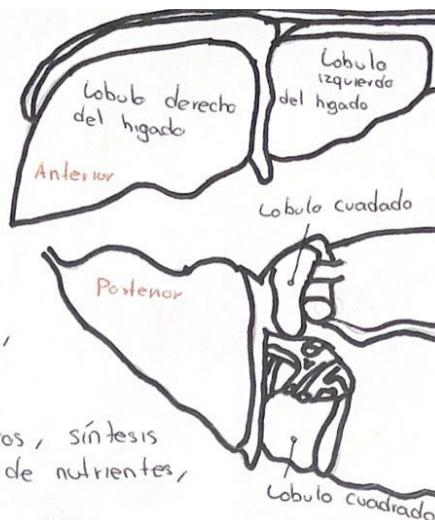 Lobulo derecho
del higado
Lobulo
izquierdo
del higado
Anterior
Lobulo cuadado
Posterior
,
os, síntesis
de nutrientes,
Lobulo cuadrado